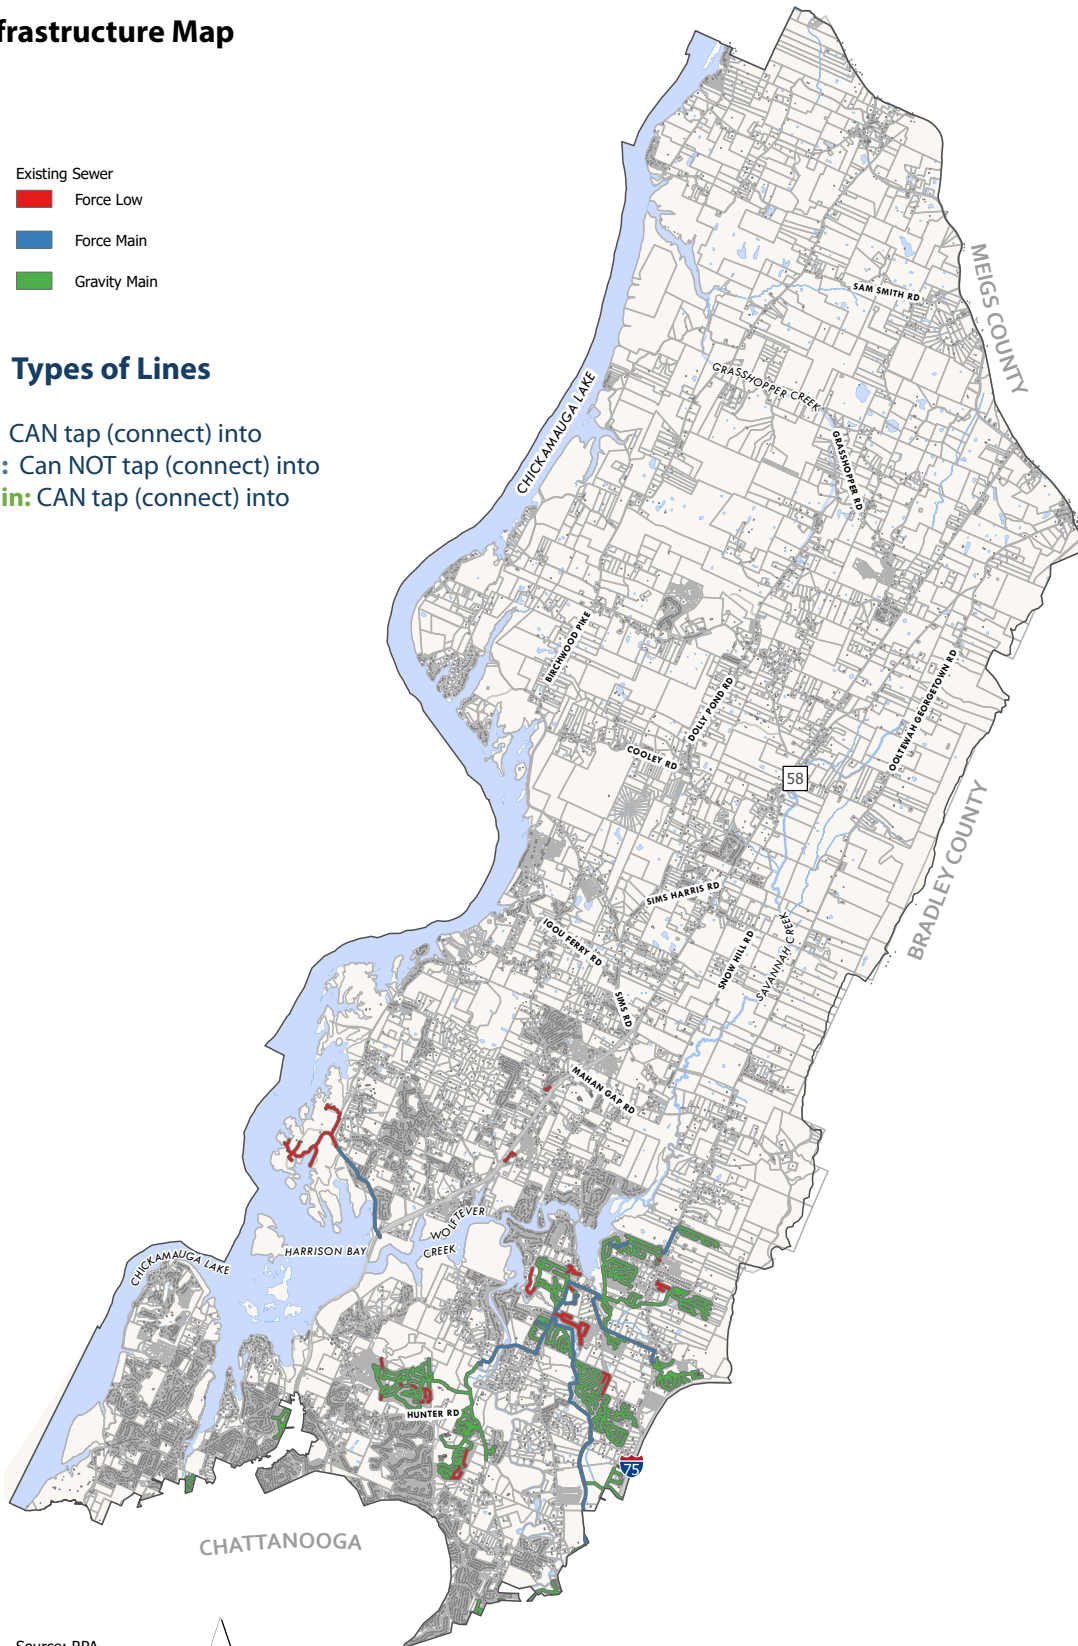 frastructure Map
Existing Sewer
Force Low
Force Main
Gravity Main
Types of Lines
CAN tap (connect) into
: Can NOT tap (connect) into
in: CAN tap (connect) into
MEIGS COUNTY
SAM SMITH RD
GRASSHOPPER CREEK
CHICKAMAUGA LAKE
GRASSHOPPER RD
BIRCHWOOD PIKE
OOLTEWAH GEORGETOWN RD
DOLLY POND RD
COOLEY RD
58
BRADLEY COUNTY
SIMS HARRIS RD
IGOU FERRY RD
SNOW HILL RD
SAVANNAH CREEK
SIMS RD
MAHAN GAP RD
WOLFTEVER
CREEK
HARRISON BAY
CHICKAMAUGA LAKE
HUNTER RD
75
CHATTANOOGA
Source: RPA